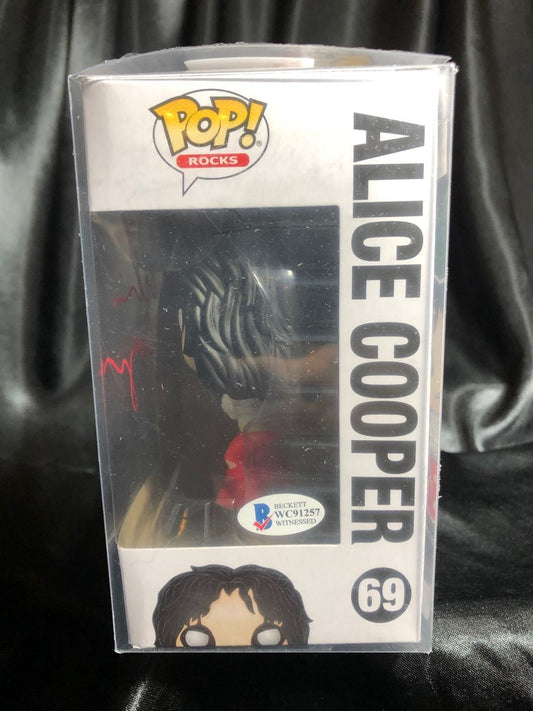 POP!®
ROCKS
ALICE COOPER
69
B
BECKETT
WC91257
WITNESSED